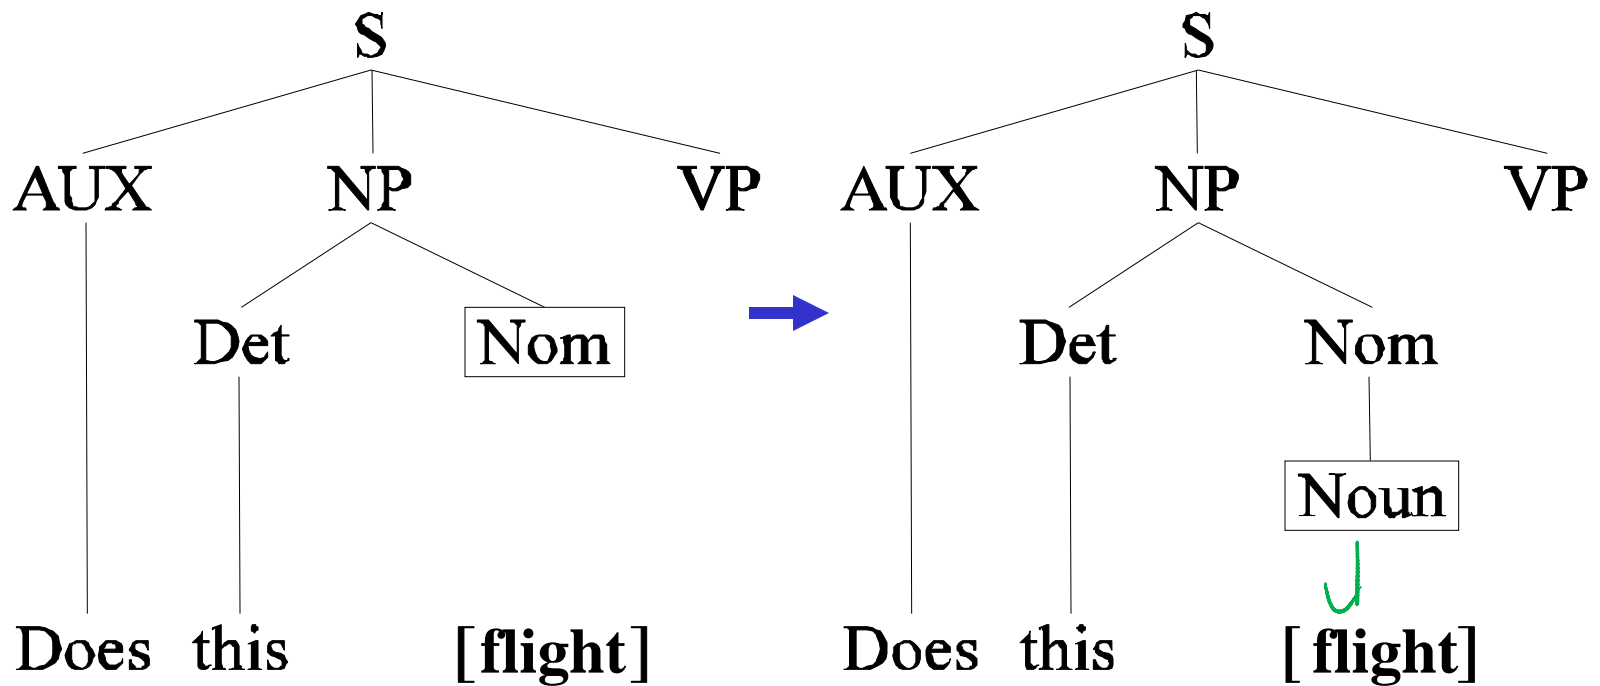 S S
AUX NP VP AUX NP VP
Det Nom Det Nom
Noun
Does this [flight] Does this [flight]